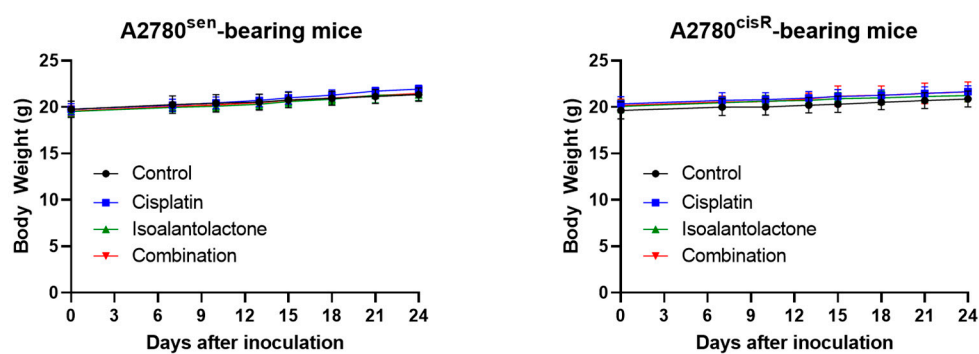 A2780sen-bearing mice
25
20
15
10
5
0
Body Weight (g)
Control
Cisplatin
Isoalantolactone
Combination
0 3 6 9 12 15 18 21 24
Days after inoculation
A2780cisR-bearing mice
25
20
15
10
5
0
Body Weight (g)
Control
Cisplatin
Isoalantolactone
Combination
0 3 6 9 12 15 18 21 24
Days after inoculation